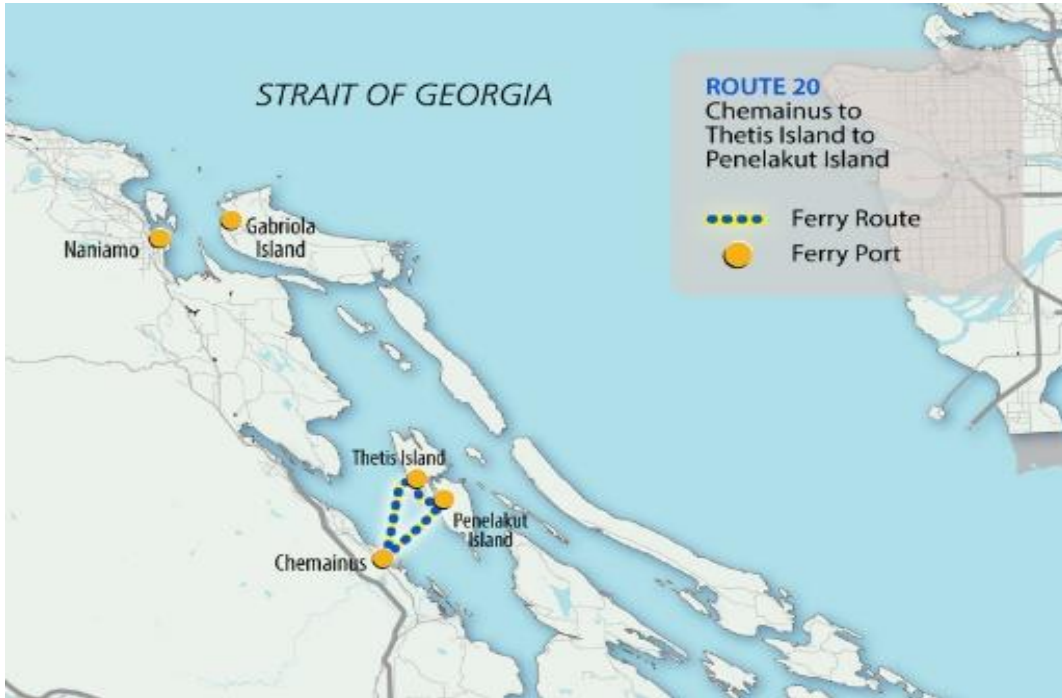 STRAIT OF GEORGIA
ROUTE 20
Chemainus to
Thetis Island to
Penelakut Island
Ferry Route
Ferry Port
Gabriola
Island
Naniamo
Thetis Island
Penelakut
Island
Chemainus